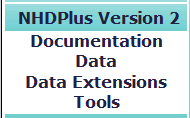 NHDPlus Version 2
Documentation
Data
Data Extensions
Tools